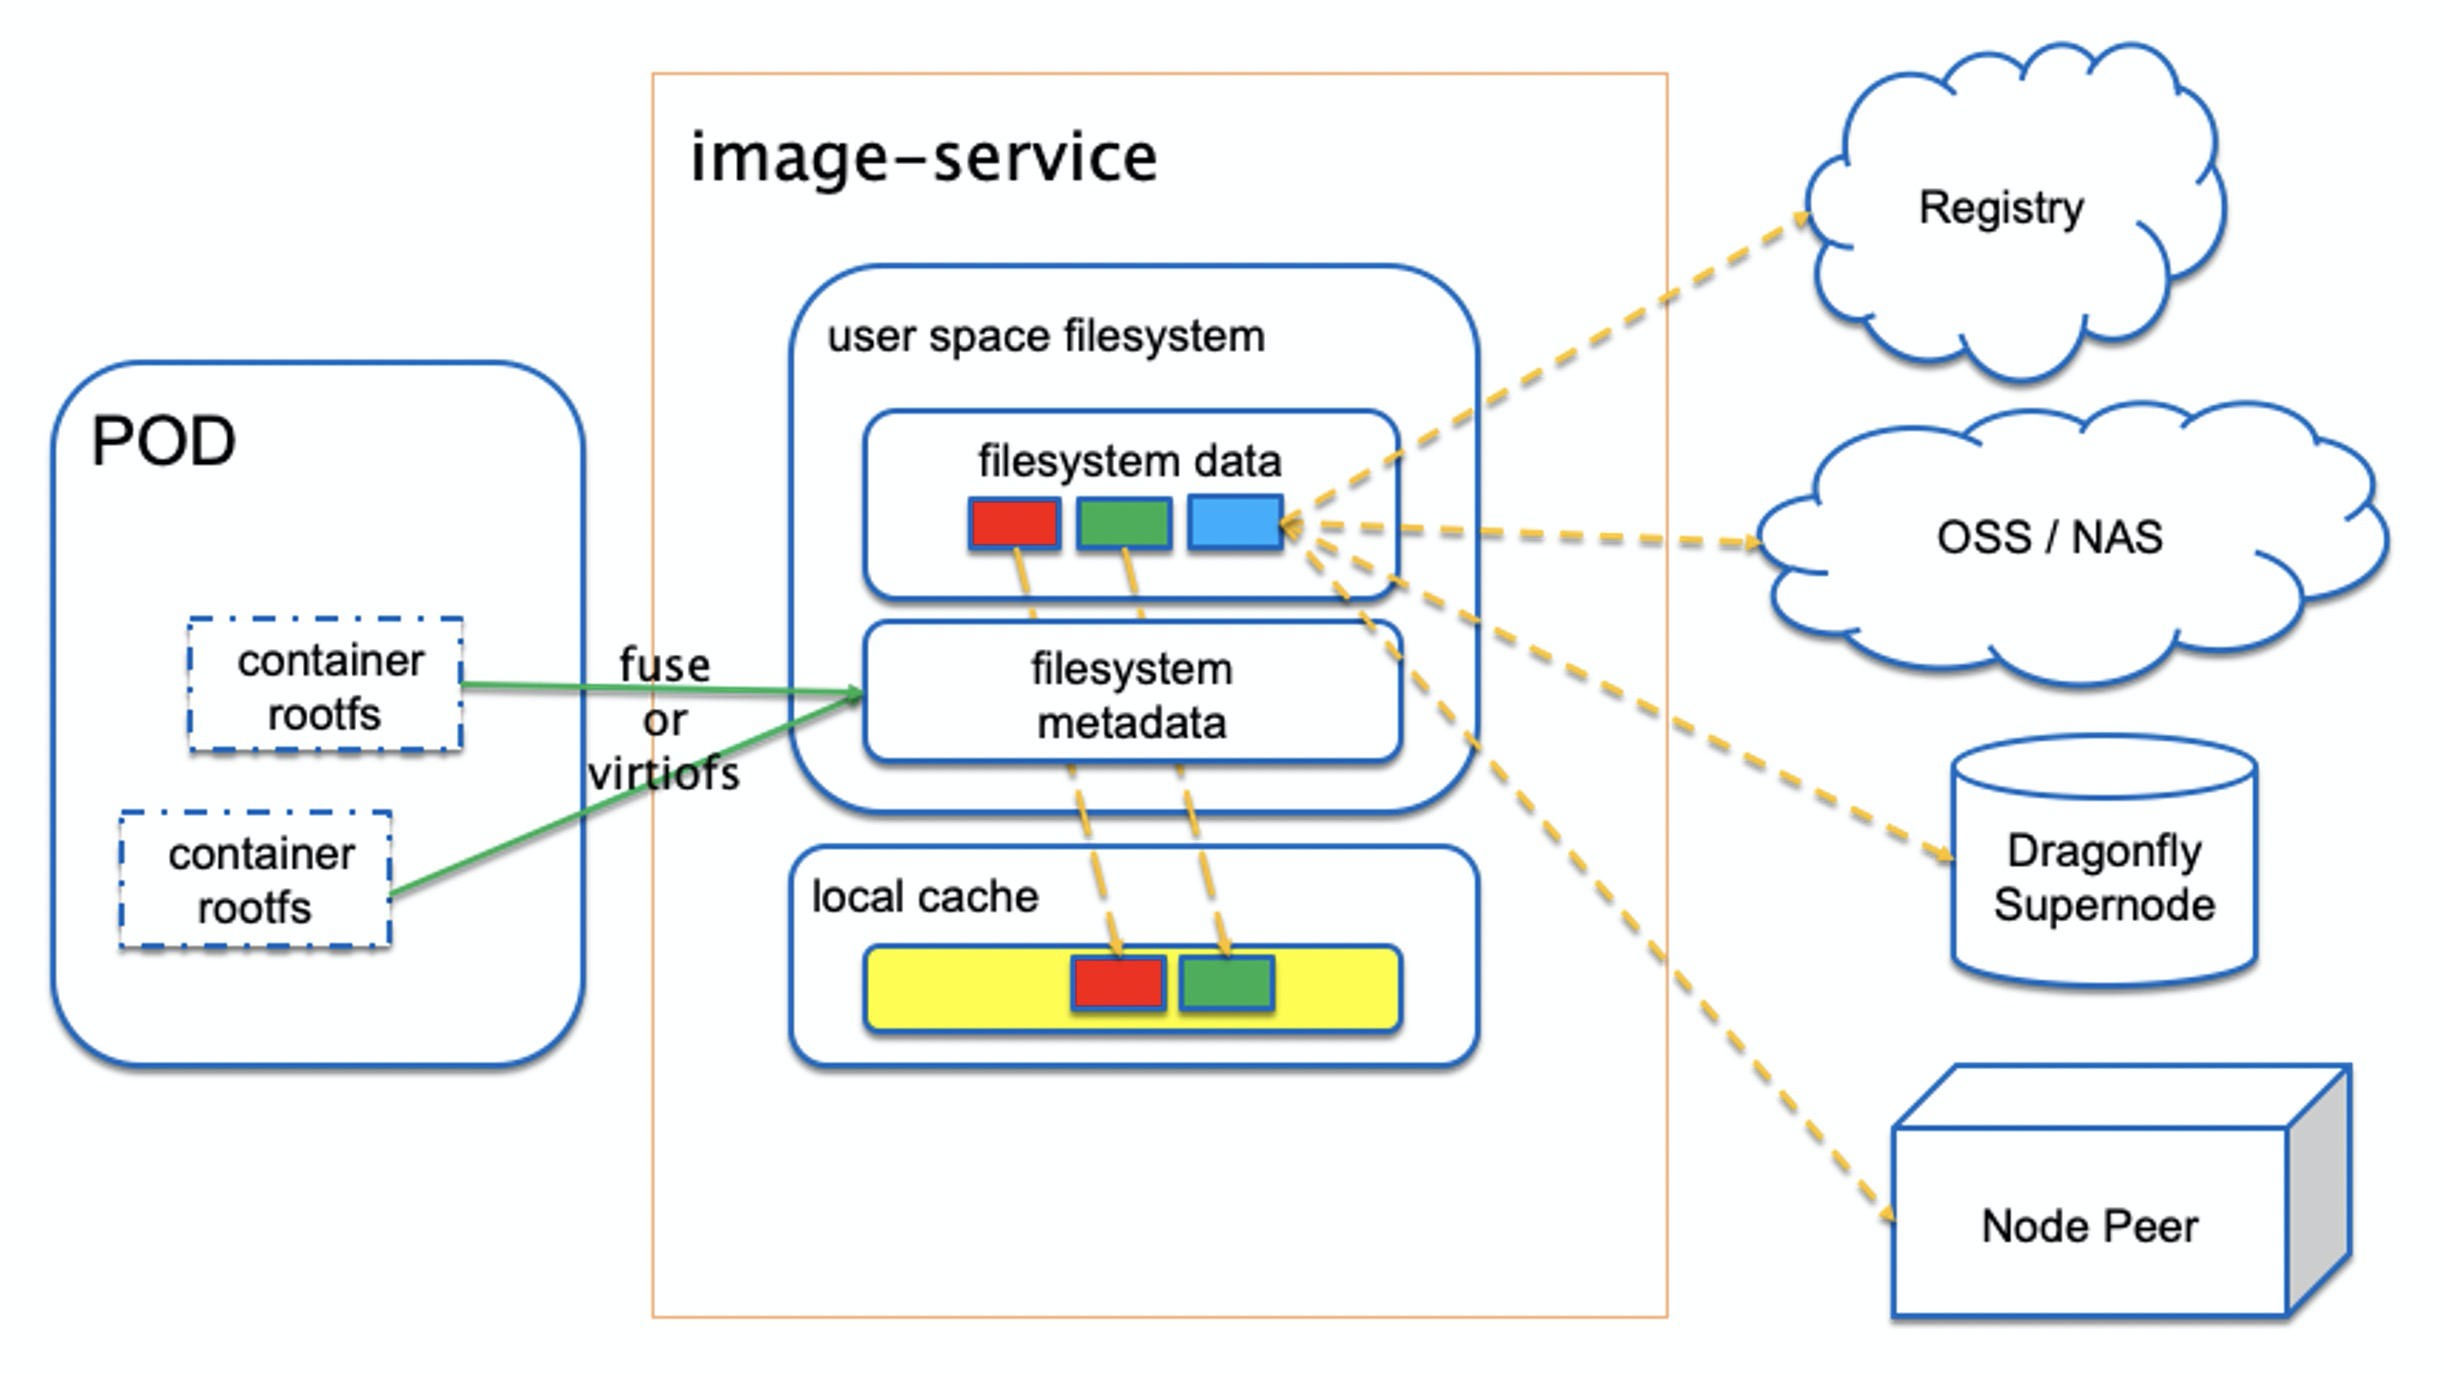 image-service
user space filesystem
filesystem data
filesystem
metadata
local cache
POD
container
rootfs
container
rootfs
fuse
or
virtiofs
Registry
OSS / NAS
Dragonfly
Supernode
Node Peer